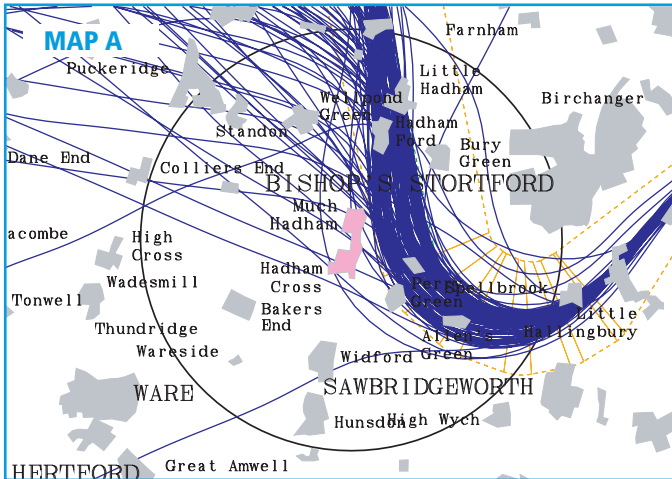 MAP A
Farnham
Puckeridge
Little
Hadham
Wellpond
Green
Birchanger
Standon
Hadham
Ford
Bury
Green
Dane End
Colliers End
BISHOP'S STORTFORD
Much
Hadham
acombe
High
Cross
Hadham
Cross
Wadesmill
Spellbrook
Green
Tonwell
Bakers
End
Little
Hallingbury
Thundridge
Allen's
Green
Wareside
Widford
WARE
SAWBRIDGEWORTH
Hunsdon
High Wych
Great Amwell
HERTFORD